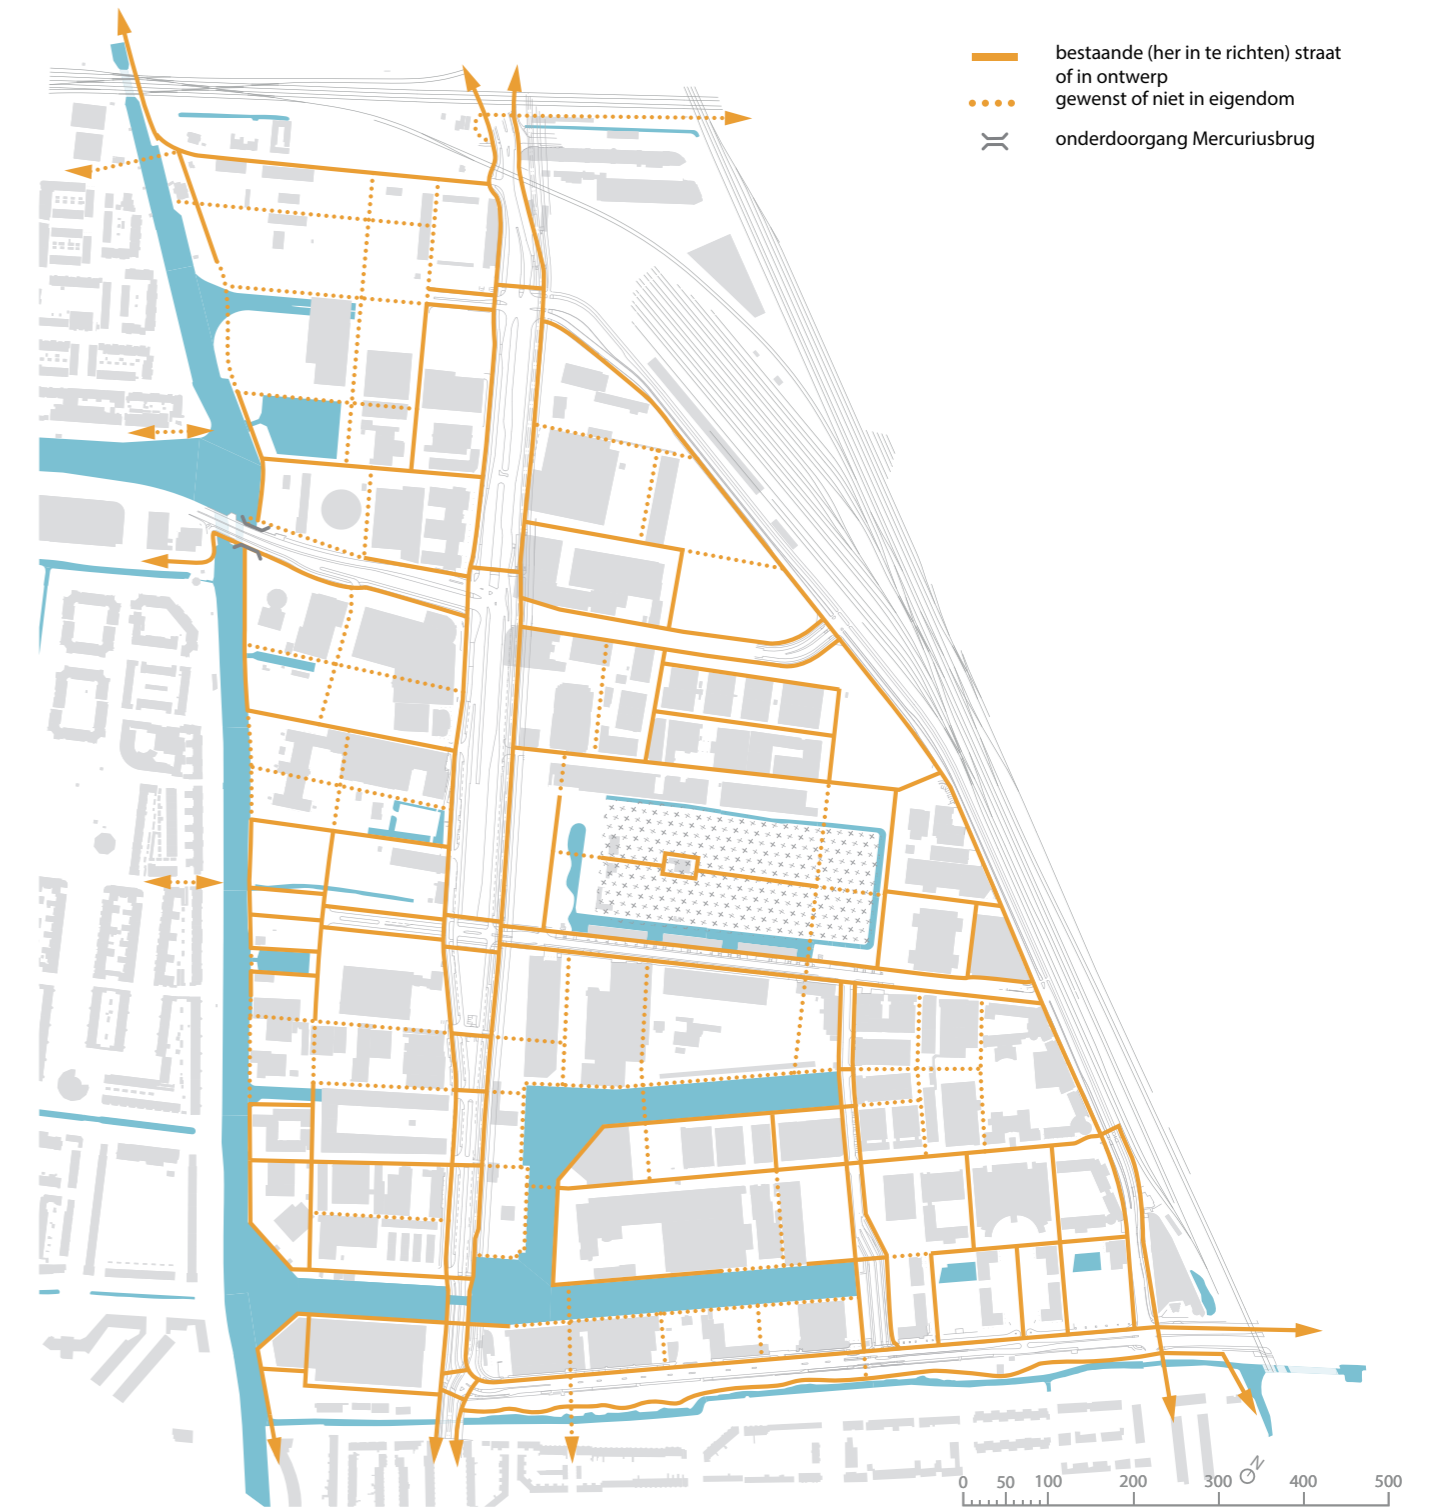 bestaande (her in te richten) straat
of in ontwerp
gewenst of niet in eigendom
onderdoorgang Mercuriusbrug
N
0 50 100 200 300 400 500